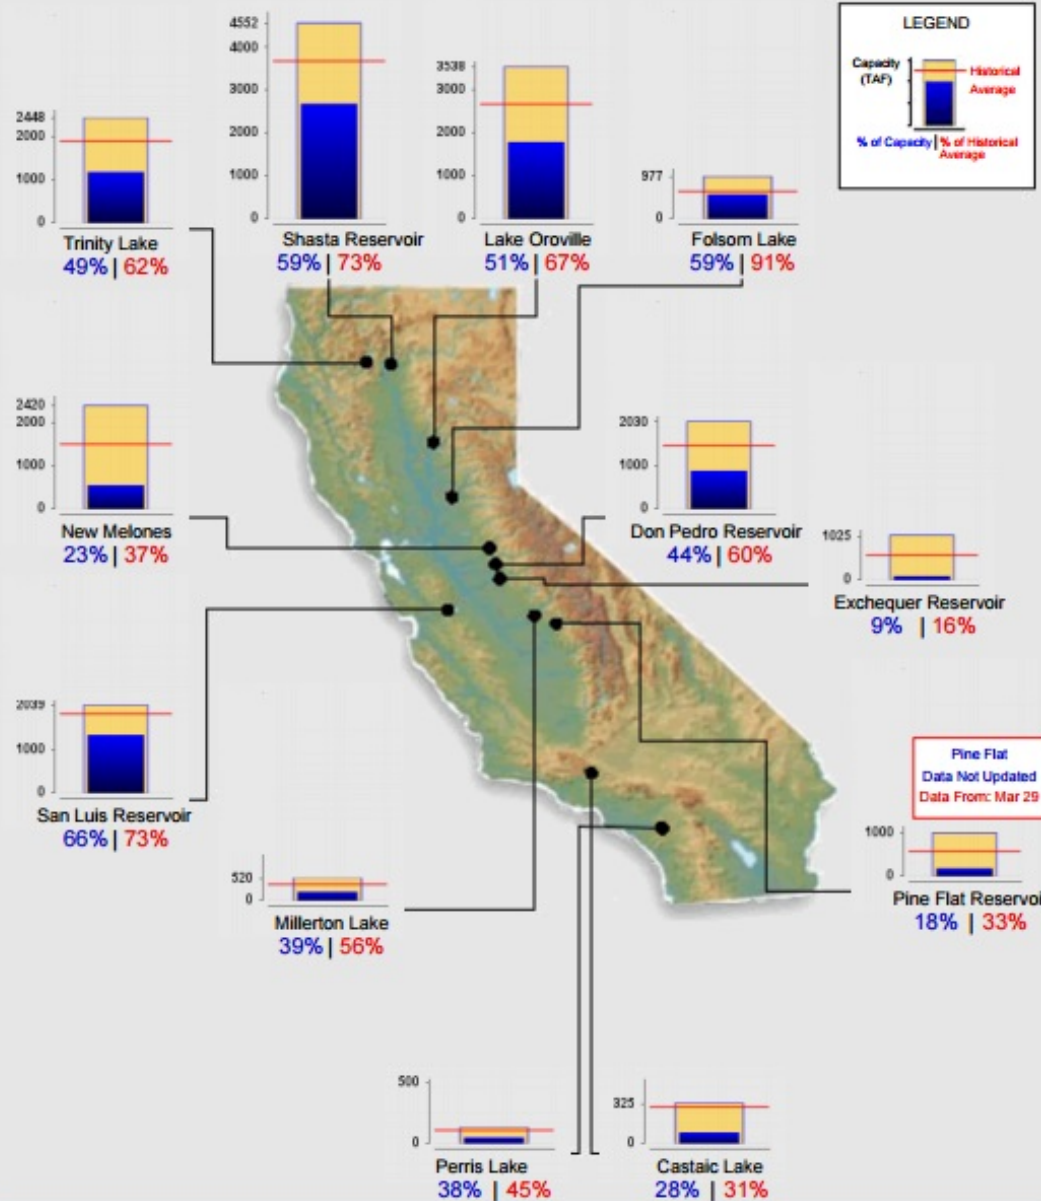 LEGEND
Capacity
(TAF)
Historical
Average
% of Capacity | % of Historical
Average
4552
4000
3000
2000
1000
0
Shasta Reservoir
59% | 73%
3538
3000
2000
1000
0
Lake Oroville
51% | 67%
2448
2000
1000
0
Trinity Lake
49% | 62%
977
0
Folsom Lake
59% | 91%
2420
2000
1000
0
New Melones
23% | 37%
2030
1000
0
Don Pedro Reservoir
44% | 60%
1025
0
Exchequer Reservoir
9% | 16%
2039
1000
0
San Luis Reservoir
66% | 73%
520
0
Millerton Lake
39% | 56%
Pine Flat
Data Not Updated
Data From: Mar 29
1000
0
Pine Flat Reservoi
18% | 33%
500
0
Perris Lake
38% | 45%
325
0
Castaic Lake
28% | 31%